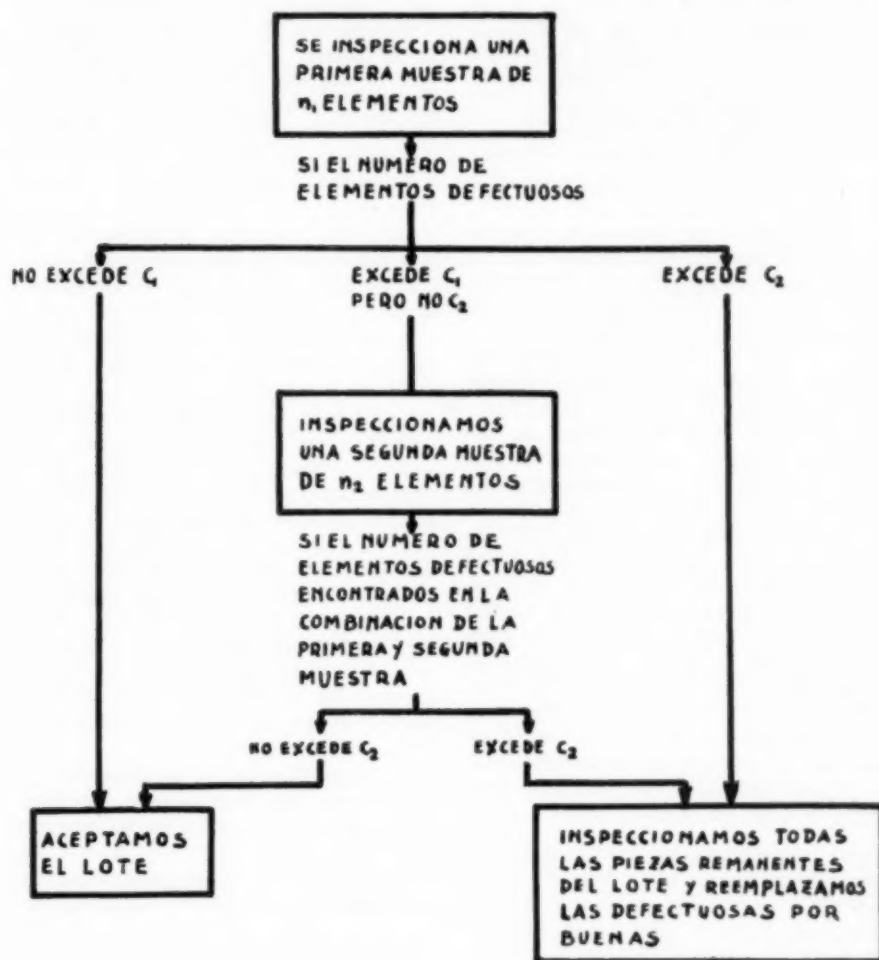 SE INSPECCIONA UNA
PRIMERA MUESTRA DE
n₁ ELEMENTOS
SI EL NUMERO DE
ELEMENTOS DEFECTUOSOS
NO EXCEDE C₁
EXCEDE C₁
PERO NO C₂
EXCEDE C₂
INSPECCIONAMOS
UNA SEGUNDA MUESTRA
DE n₂ ELEMENTOS
SI EL NUMERO DE
ELEMENTOS DEFECTUOSOS
ENCONTRADOS EN LA
COMBINACION DE LA
PRIMERA Y SEGUNDA
MUESTRA
NO EXCEDE C₂
EXCEDE C₂
ACEPTAMOS
EL LOTE
INSPECCIONAMOS TODAS
LAS PIEZAS REMANENTES
DEL LOTE Y REEMPLAZAMOS
LAS DEFECTUOSAS POR
BUENAS